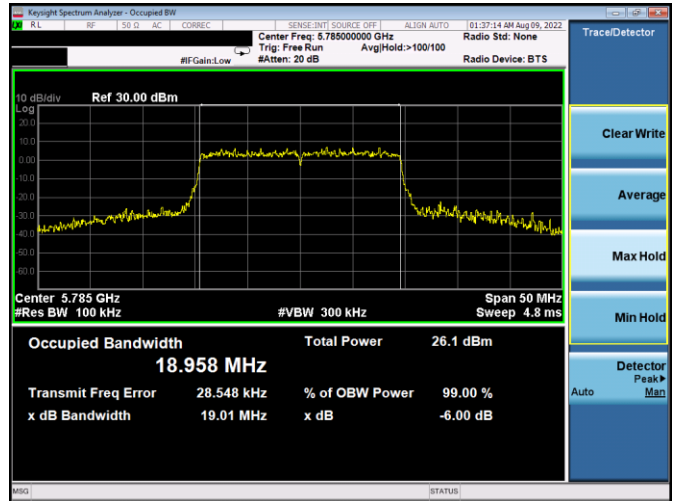 Keysight Spectrum Analyzer - Occupied BW
RL RF 50 Ω AC CORREC SENSE:INT SOURCE OFF ALIGN AUTO 01:37:14 AM Aug 09, 2022
Center Freq: 5.785000000 GHz Radio Std: None
Trig: Free Run Avg|Hold:>100/100
#IFGain:Low #Atten: 20 dB Radio Device: BTS
10 dB/div Ref 30.00 dBm
Log
20.0
10.0
0.00
-10.0
-20.0
-30.0
-40.0
-50.0
-60.0
Center 5.785 GHz Span 50 MHz
#Res BW 100 kHz #VBW 300 kHz Sweep 4.8 ms
Occupied Bandwidth Total Power 26.1 dBm
18.958 MHz
Transmit Freq Error 28.548 kHz % of OBW Power 99.00 %
x dB Bandwidth 19.01 MHz x dB -6.00 dB
MSG STATUS
Trace/Detector
Clear Write
Average
Max Hold
Min Hold
Detector
Peak▶
Auto Man